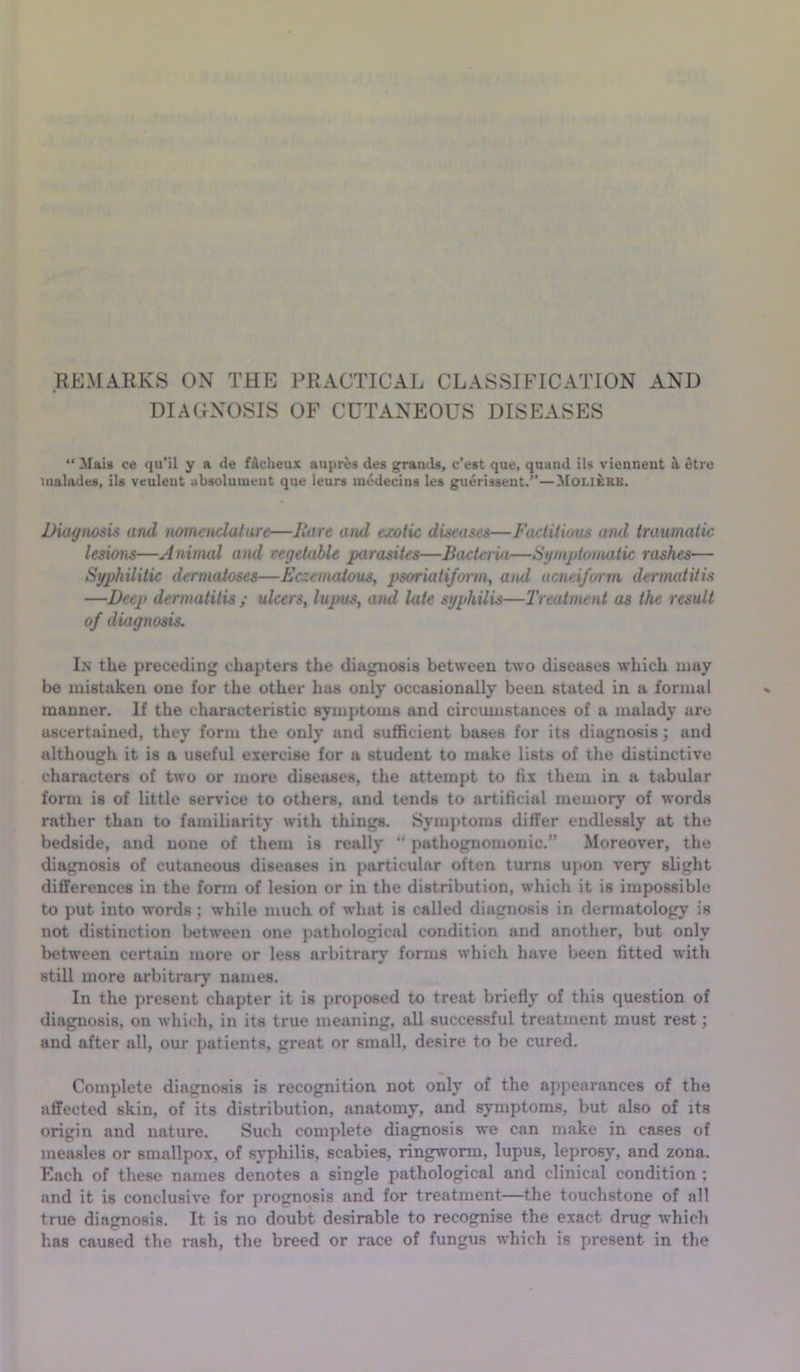 REMARKS ON THE PRACTICAL CLASSIFICATION AND
DIAGNOSIS OF CUTANEOUS DISEASES
“Mais ce qu’il y a de fâcheux auprès des grands, c’est que, quand ils viennent à être
malades, ils veulent absolument que leurs médecins les guérissent.”—MOLIÈRE.
Diagnosis and nomenclature—Rare and exotic diseases—Factitious and traumatic
lesions—Animal and vegetable parasites—Bacteria—Symptomatic rashes—
Syphilitic dermatoses—Eczematous, psoriatiform, and acneiform dermatitis
—Deep dermatitis; ulcers, lupus, and late syphilis—Treatment as the result
of diagnosis.
IN the preceding chapters the diagnosis between two diseases which may
be mistaken one for the other has only occasionally been stated in a formal
manner. If the characteristic symptoms and circumstances of a malady are
ascertained, they form the only and sufficient bases for its diagnosis; and
although it is a useful exercise for a student to make lists of the distinctive
characters of two or more diseases, the attempt to fix them in a tabular
form is of little service to others, and tends to artificial memory of words
rather than to familiarity with things. Symptoms differ endlessly at the
bedside, and none of them is really “pathognomonic.” Moreover, the
diagnosis of cutaneous diseases in particular often turns upon very slight
differences in the form of lesion or in the distribution, which it is impossible
to put into words; while much of what is called diagnosis in dermatology is
not distinction between one pathological condition and another, but only
between certain more or less arbitrary forms which have been fitted with
still more arbitrary names.
In the present chapter it is proposed to treat briefly of this question of
diagnosis, on which, in its true meaning, all successful treatment must rest;
and after all, our patients, great or small, desire to be cured.
Complete diagnosis is recognition not only of the appearances of the
affected skin, of its distribution, anatomy, and symptoms, but also of its
origin and nature. Such complete diagnosis we can make in cases of
measles or smallpox, of syphilis, scabies, ringworm, lupus, leprosy, and zona.
Each of these names denotes a single pathological and clinical condition;
and it is conclusive for prognosis and for treatment—the touchstone of all
true diagnosis. It is no doubt desirable to recognise the exact drug which
has caused the rash, the breed or race of fungus which is present in the